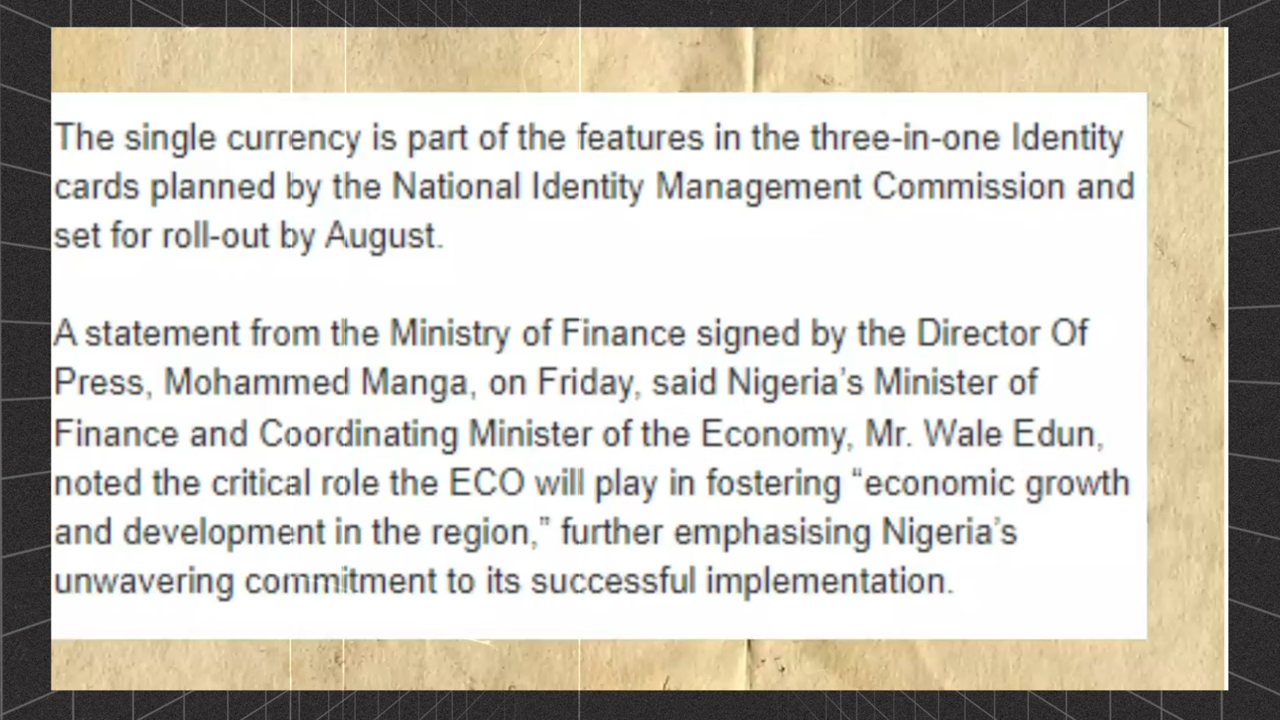 The single currency is part of the features in the three-in-one Identity
cards planned by the National Identity Management Commission and
set for roll-out by August.
A statement from the Ministry of Finance signed by the Director Of
Press, Mohammed Manga, on Friday, said Nigeria’s Minister of
Finance and Coordinating Minister of the Economy, Mr. Wale Edun,
noted the critical role the ECO will play in fostering “economic growth
and development in the region,” further emphasising Nigeria’s
unwavering commitment to its successful implementation.